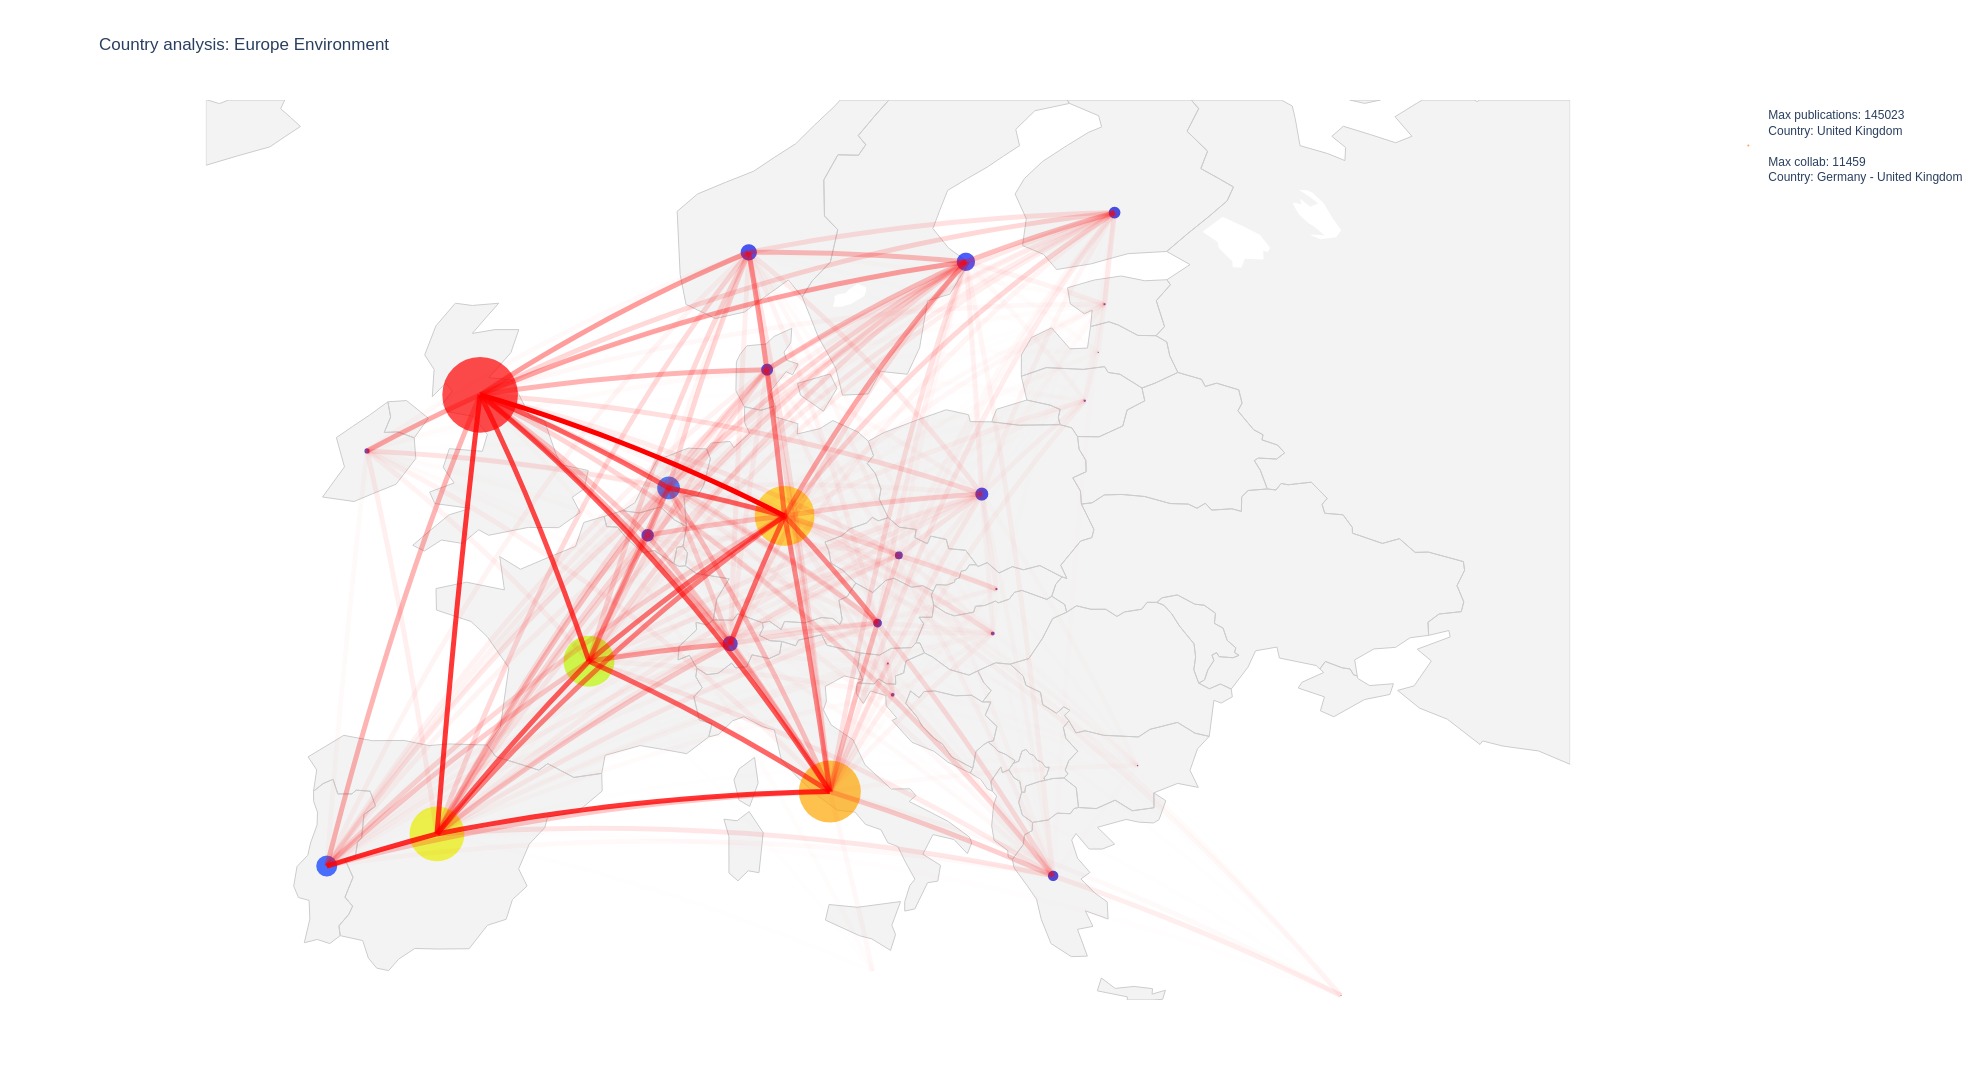 Country analysis: Europe Environment
Max publications: 145023
Country: United Kingdom
Max collab: 11459
Country: Germany - United Kingdom